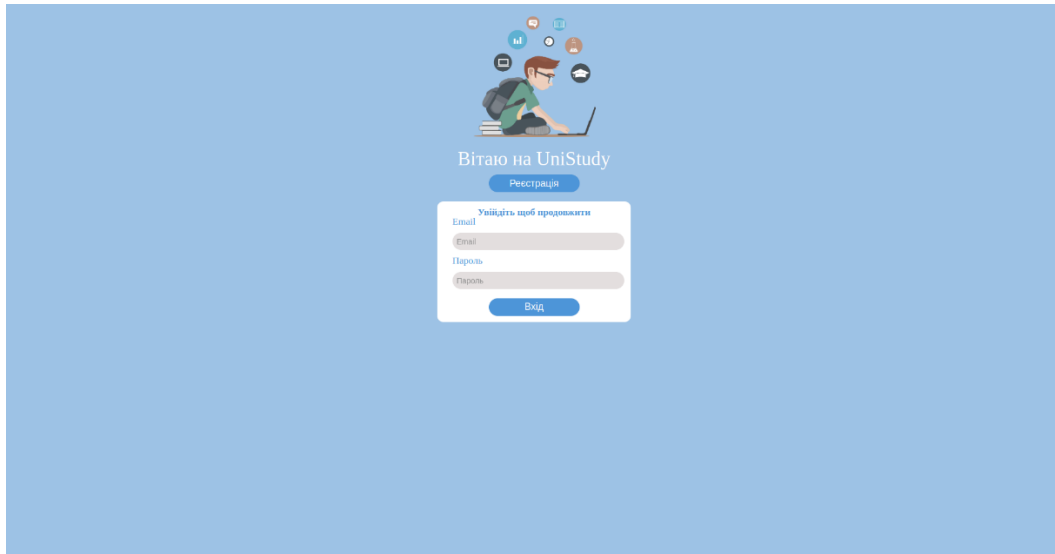 Вітаю на UniStudy
Реєстрація
Увійдіть щоб продовжити
Email
Email
Пароль
Пароль
Вхід